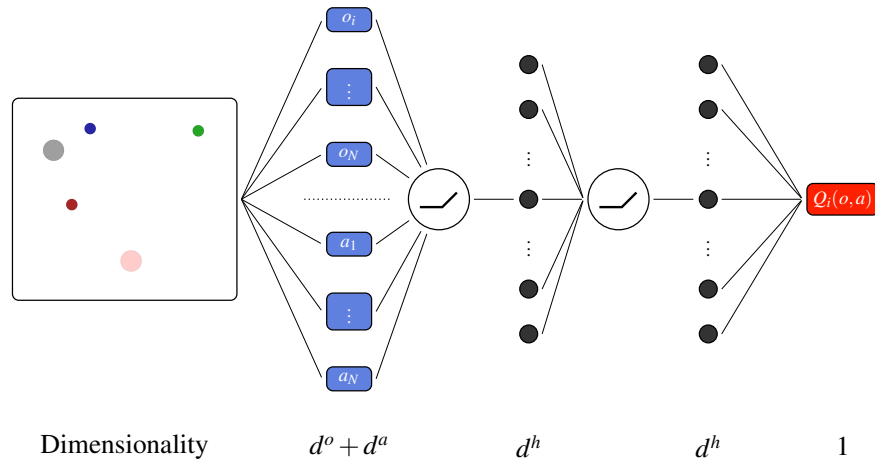 o_i
⋮
o_N
a_1
⋮
a_N
⋮
⋮
⋮
⋮
Q_i(o, a)
Dimensionality d^o + d^a d^h d^h 1